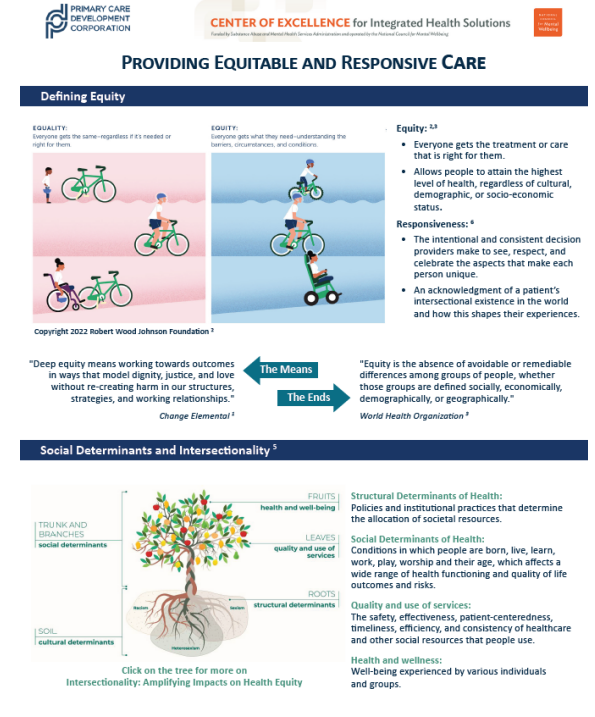 PRIMARY CARE
DEVELOPMENT
CORPORATION
CENTER OF EXCELLENCE for Integrated Health Solutions
Funded by Substance Abuse and Mental Health Services Administration and operated by the National Council for Mental Wellbeing
NATIONAL
COUNCIL
for Mental
Wellbeing
PROVIDING EQUITABLE AND RESPONSIVE CARE
Defining Equity
EQUALITY:
Everyone gets the same–regardless if it's needed or
right for them.
EQUITY:
Everyone gets what they need–understanding the
barriers, circumstances, and conditions.
Copyright 2022 Robert Wood Johnson Foundation ³
Equity: ²,³
• Everyone gets the treatment or care
that is right for them.
• Allows people to attain the highest
level of health, regardless of cultural,
demographic, or socio-economic
status.
Responsiveness: ⁶
• The intentional and consistent decision
providers make to see, respect, and
celebrate the aspects that make each
person unique.
• An acknowledgment of a patient's
intersectional existence in the world
and how this shapes their experiences.
"Deep equity means working towards outcomes
in ways that model dignity, justice, and love
without re-creating harm in our structures,
strategies, and working relationships."
Change Elemental ¹
The Means
The Ends
"Equity is the absence of avoidable or remediable
differences among groups of people, whether
those groups are defined socially, economically,
demographically, or geographically."
World Health Organization ⁸
Social Determinants and Intersectionality ⁵
TRUNK AND
BRANCHES
social determinants
SOIL
cultural determinants
FRUITS
health and well-being
LEAVES
quality and use of
services
ROOTS
structural determinants
Racism
Sexism
Heterosexism
Click on the tree for more on
Intersectionality: Amplifying Impacts on Health Equity
Structural Determinants of Health:
Policies and institutional practices that determine
the allocation of societal resources.
Social Determinants of Health:
Conditions in which people are born, live, learn,
work, play, worship and their age, which affects a
wide range of health functioning and quality of life
outcomes and risks.
Quality and use of services:
The safety, effectiveness, patient-centeredness,
timeliness, efficiency, and consistency of healthcare
and other social resources that people use.
Health and wellness:
Well-being experienced by various individuals
and groups.